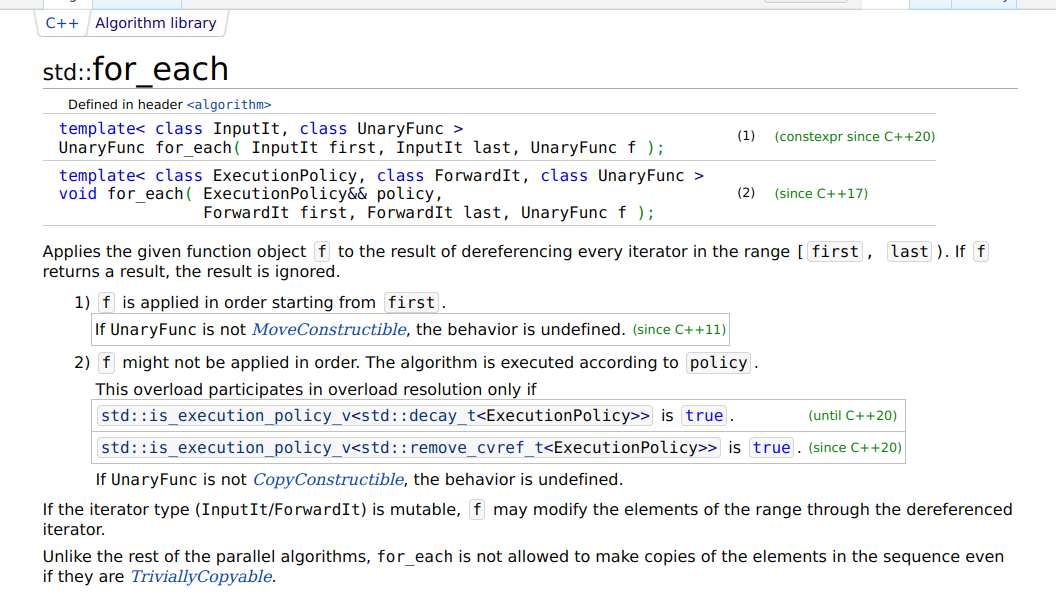 C++ Algorithm library
std::for_each
Defined in header <algorithm>
template< class InputIt, class UnaryFunc >
UnaryFunc for_each( InputIt first, InputIt last, UnaryFunc f );
(1) (constexpr since C++20)
template< class ExecutionPolicy, class ForwardIt, class UnaryFunc >
void for_each( ExecutionPolicy&& policy,
ForwardIt first, ForwardIt last, UnaryFunc f );
(2) (since C++17)
Applies the given function object f to the result of dereferencing every iterator in the range [first, last). If f
returns a result, the result is ignored.
1) f is applied in order starting from first.
If UnaryFunc is not MoveConstructible, the behavior is undefined. (since C++11)
2) f might not be applied in order. The algorithm is executed according to policy.
This overload participates in overload resolution only if
std::is_execution_policy_v<std::decay_t<ExecutionPolicy>> is true. (until C++20)
std::is_execution_policy_v<std::remove_cvref_t<ExecutionPolicy>> is true. (since C++20)
If UnaryFunc is not CopyConstructible, the behavior is undefined.
If the iterator type (InputIt/ForwardIt) is mutable, f may modify the elements of the range through the dereferenced
iterator.
Unlike the rest of the parallel algorithms, for_each is not allowed to make copies of the elements in the sequence even
if they are TriviallyCopyable.